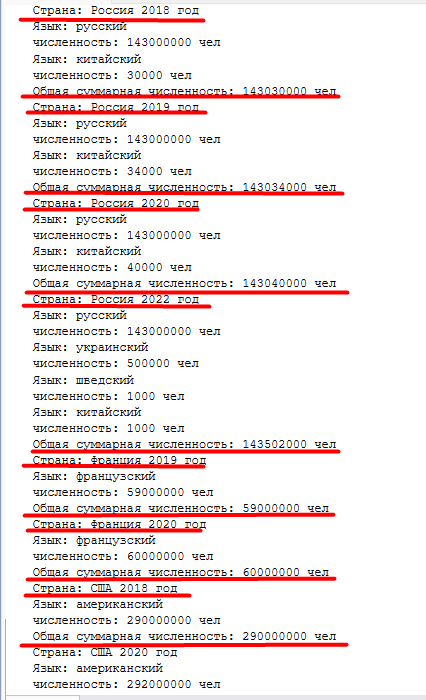 Страна: Россия 2018 год
Язык: русский
численность: 143000000 чел
Язык: китайский
численность: 30000 чел
Общая суммарная численность: 143030000 чел
Страна: Россия 2019 год
Язык: русский
численность: 143000000 чел
Язык: китайский
численность: 34000 чел
Общая суммарная численность: 143034000 чел
Страна: Россия 2020 год
Язык: русский
численность: 143000000 чел
Язык: китайский
численность: 40000 чел
Общая суммарная численность: 143040000 чел
Страна: Россия 2022 год
Язык: русский
численность: 143000000 чел
Язык: украинский
численность: 500000 чел
Язык: шведский
численность: 1000 чел
Язык: китайский
численность: 1000 чел
Общая суммарная численность: 143502000 чел
Страна: Франция 2019 год
Язык: французский
численность: 59000000 чел
Общая суммарная численность: 59000000 чел
Страна: Франция 2020 год
Язык: французский
численность: 60000000 чел
Общая суммарная численность: 60000000 чел
Страна: США 2018 год
Язык: американский
численность: 290000000 чел
Общая суммарная численность: 290000000 чел
Страна: США 2020 год
Язык: американский
численность: 292000000 чел